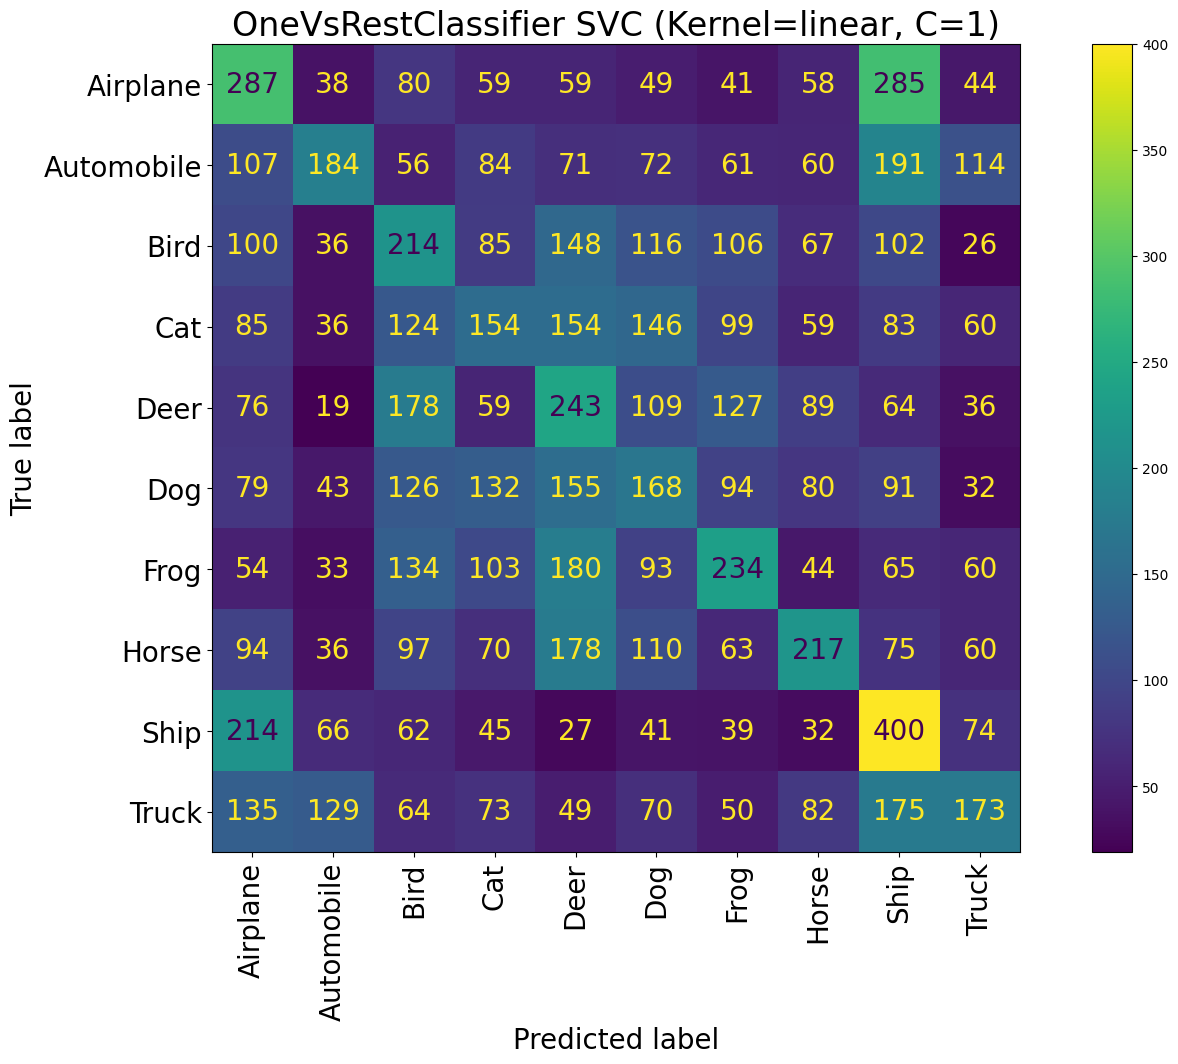 OneVsRestClassifier SVC (Kernel=linear, C=1)
Airplane 287 38 80 59 59 49 41 58 285 44
Automobile 107 184 56 84 71 72 61 60 191 114
Bird 100 36 214 85 148 116 106 67 102 26
Cat 85 36 124 154 154 146 99 59 83 60
Deer 76 19 178 59 243 109 127 89 64 36
Dog 79 43 126 132 155 168 94 80 91 32
Frog 54 33 134 103 180 93 234 44 65 60
Horse 94 36 97 70 178 110 63 217 75 60
Ship 214 66 62 45 27 41 39 32 400 74
Truck 135 129 64 73 49 70 50 82 175 173
Airplane Automobile Bird Cat Deer Dog Frog Horse Ship Truck
Predicted label
True label
400
350
300
250
200
150
100
50